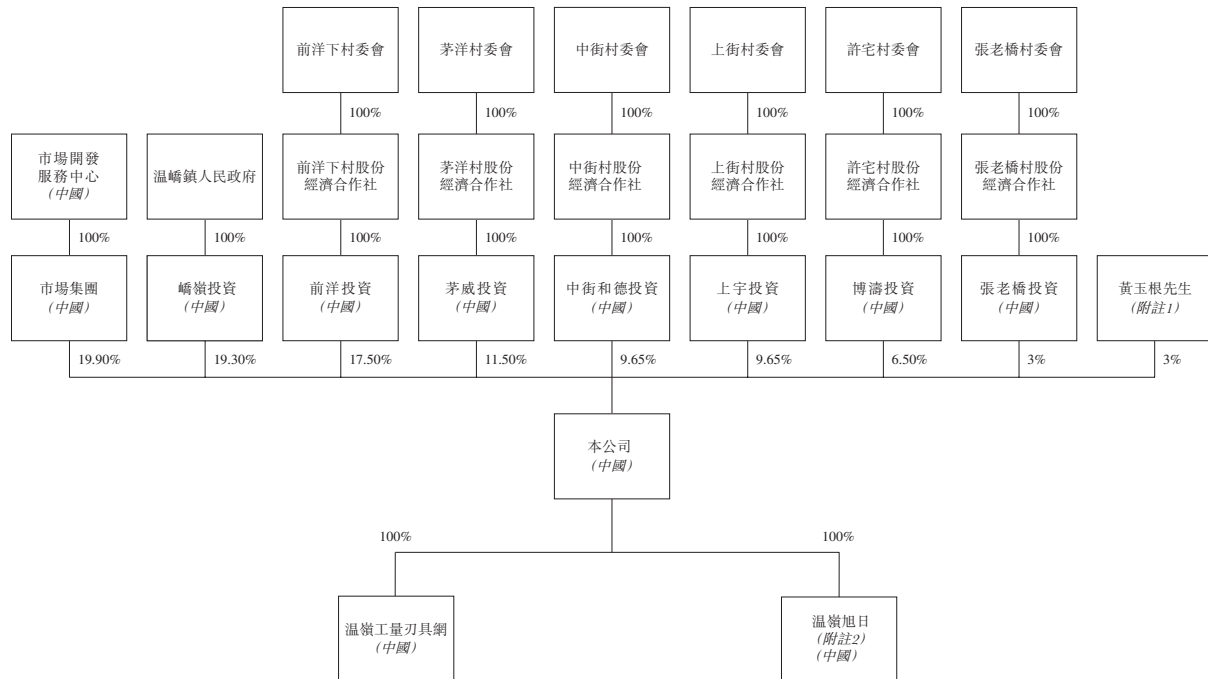 前洋下村委會
茅洋村委會
中街村委會
上街村委會
許宅村委會
張老橋村委會
100%
100%
100%
100%
100%
100%
市場開發
服務中心
(中國)
温嶠鎮人民政府
前洋下村股份
經濟合作社
茅洋村股份
經濟合作社
中街村股份
經濟合作社
上街村股份
經濟合作社
許宅村股份
經濟合作社
張老橋村股份
經濟合作社
100%
100%
100%
100%
100%
100%
100%
100%
市場集團
(中國)
嶠嶺投資
(中國)
前洋投資
(中國)
茅威投資
(中國)
中街和德投資
(中國)
上宇投資
(中國)
博濤投資
(中國)
張老橋投資
(中國)
黃玉根先生
(附註1)
19.90%
19.30%
17.50%
11.50%
9.65%
9.65%
6.50%
3%
3%
本公司
(中國)
100%
100%
温嶺工量刃具網
(中國)
温嶺旭日
(附註2)
(中國)